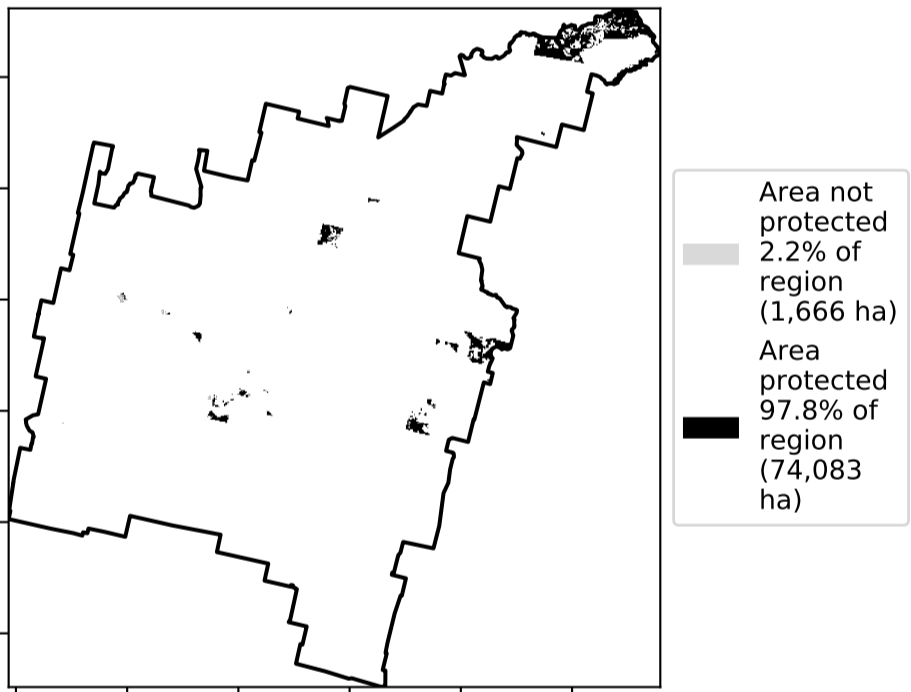 Area not
protected
2.2% of
region
(1,666 ha)
Area
protected
97.8% of
region
(74,083
ha)